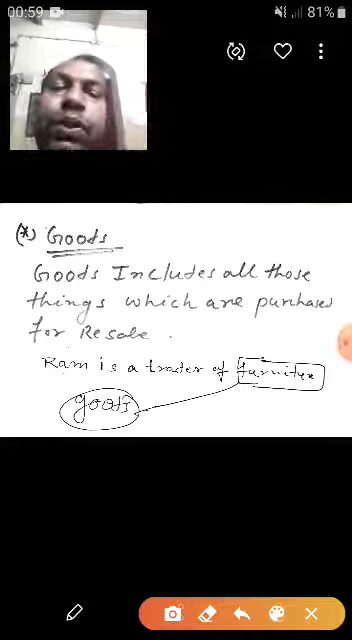 00:59
81%
(*) Goods
Goods Includes all those
things which are purchased
for Resale.
Ram is a trader of furniture
goods